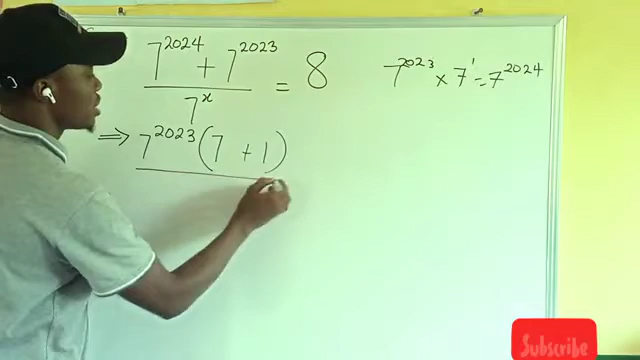 7^2024 + 7^2023
7^x
= 8
7^2023 × 7^1 = 7^2024
⇒ 7^2023 (7 + 1)
Subscribe